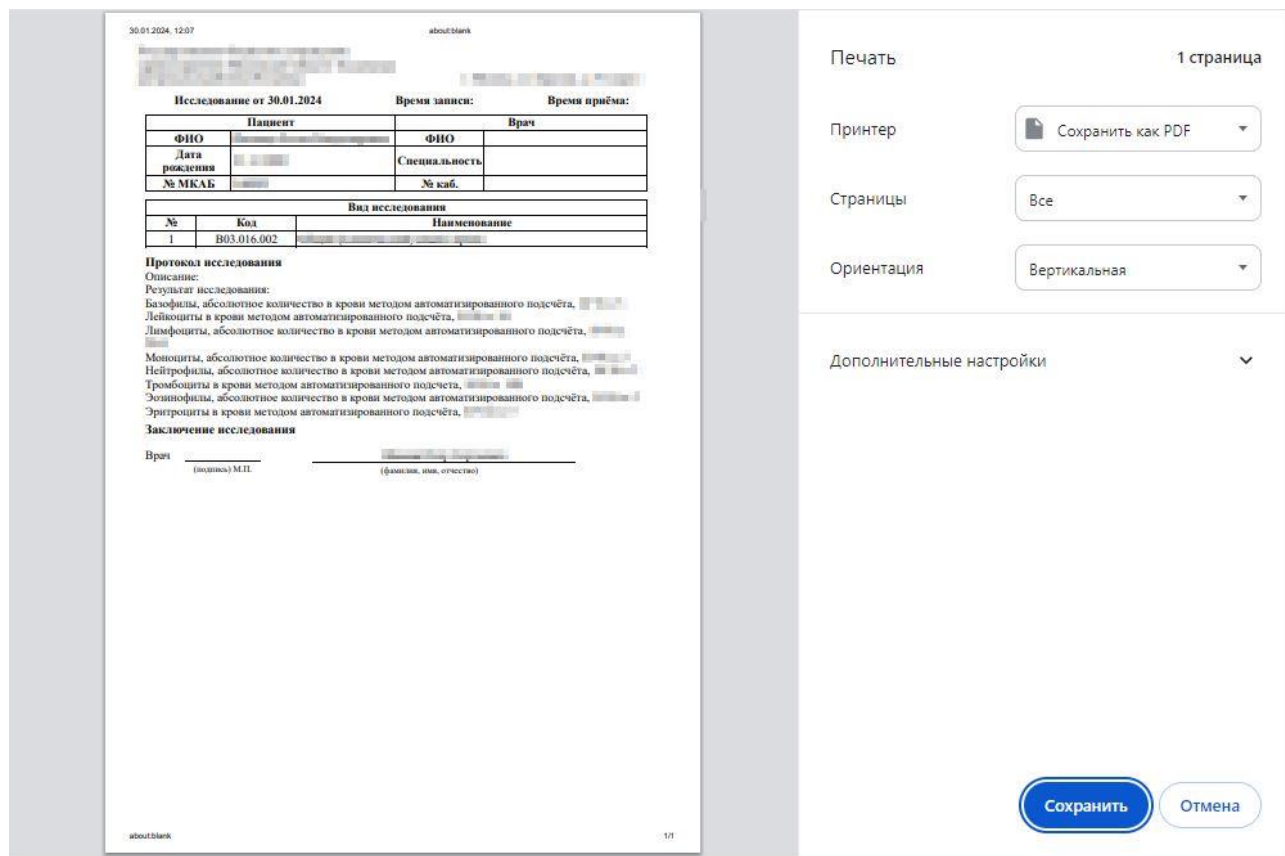 30.01.2024, 12:07 about:blank
Исследование от 30.01.2024 Время записи: Время приёма:
Пациент Врач
ФИО ФИО
Дата рождения Специальность
№ МКАБ № каб.
Вид исследования
№ Код Наименование
1 B03.016.002
Протокол исследования
Описание:
Результат исследования:
Базофилы, абсолютное количество в крови методом автоматизированного подсчёта,
Лейкоциты в крови методом автоматизированного подсчёта,
Лимфоциты, абсолютное количество в крови методом автоматизированного подсчёта,
Моноциты, абсолютное количество в крови методом автоматизированного подсчёта,
Нейтрофилы, абсолютное количество в крови методом автоматизированного подсчёта,
Тромбоциты в крови методом автоматизированного подсчета,
Эозинофилы, абсолютное количество в крови методом автоматизированного подсчёта,
Эритроциты в крови методом автоматизированного подсчёта,
Заключение исследования
Врач
(подпись) М.П. (фамилия, имя, отчество)
about:blank 1/1
Печать 1 страница
Принтер Сохранить как PDF
Страницы Все
Ориентация Вертикальная
Дополнительные настройки
Сохранить Отмена